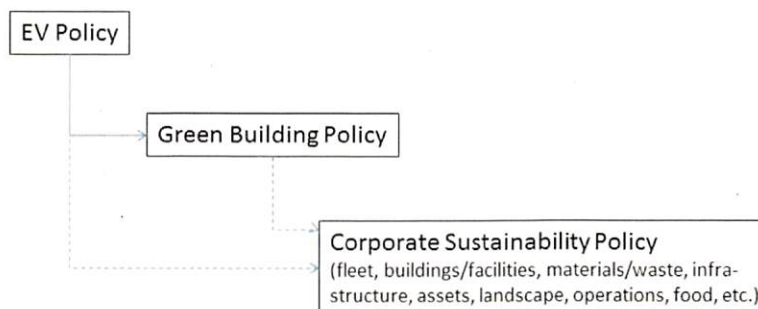 EV Policy
Green Building Policy
Corporate Sustainability Policy
(fleet, buildings/facilities, materials/waste, infra-
structure, assets, landscape, operations, food, etc.)